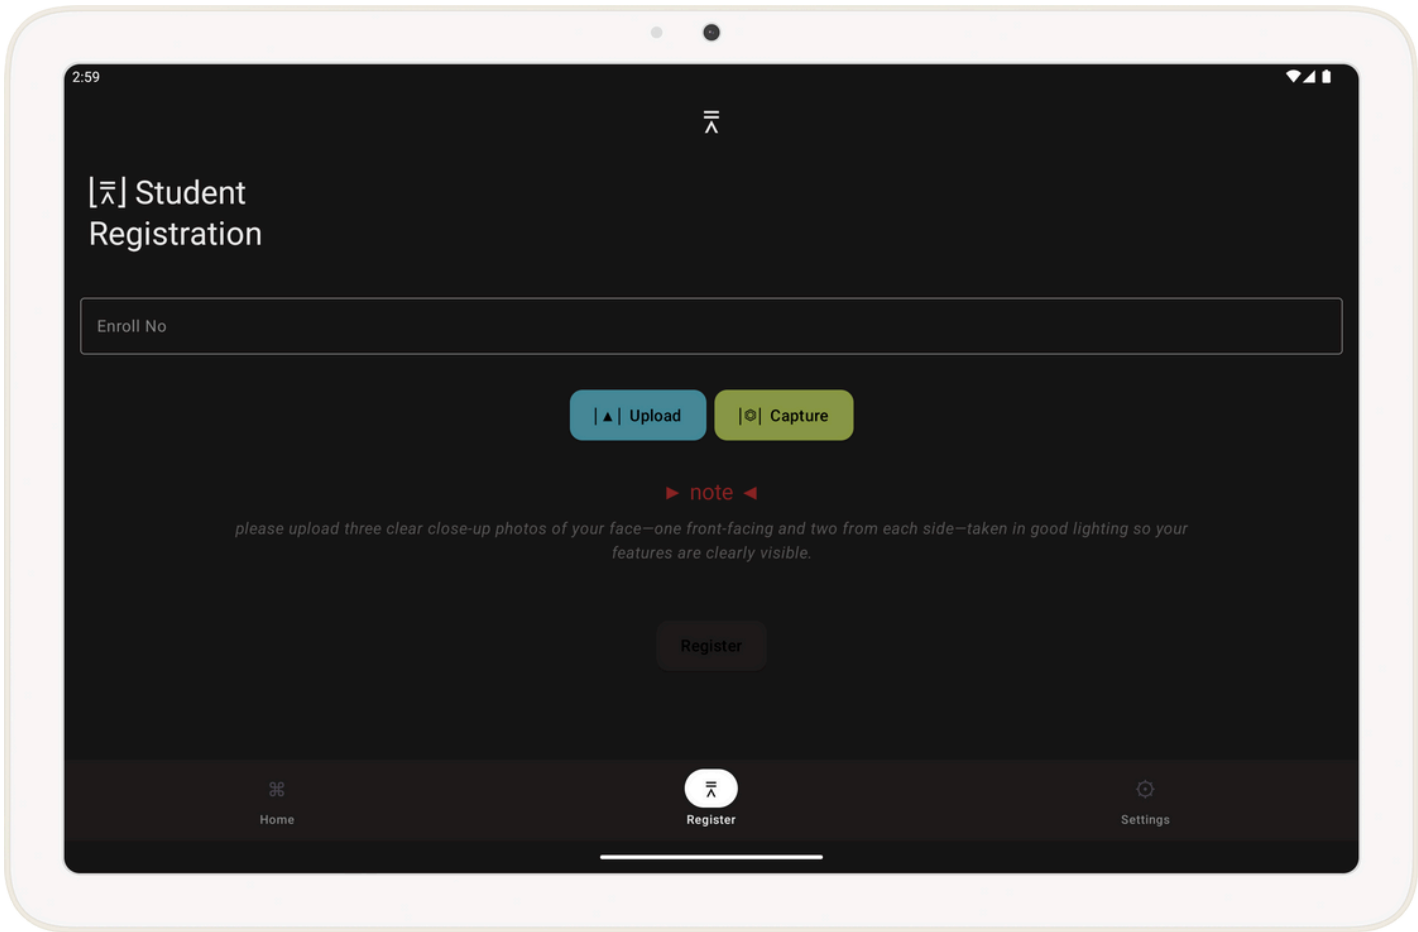 2:59
⌅
⌊⌅⌋ Student
Registration
Enroll No
|▲| Upload
|⌬| Capture
► note ◄
please upload three clear close-up photos of your face—one front-facing and two from each side—taken in good lighting so your
features are clearly visible.
Register
⌘
Home
⌅
Register
Settings